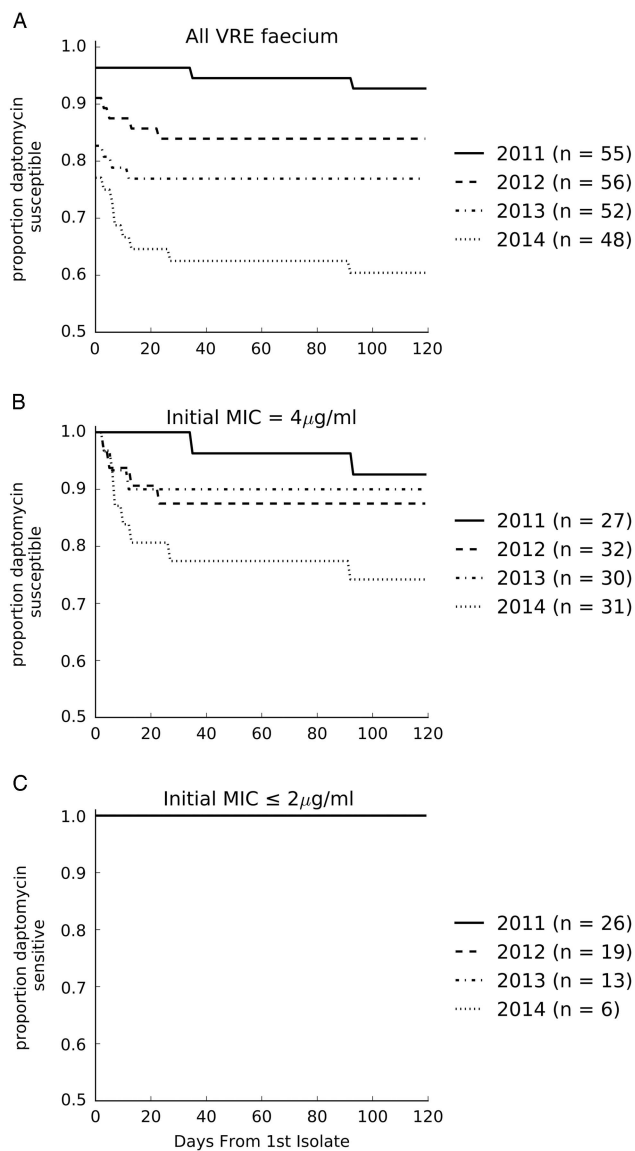 A
All VRE faecium
proportion daptomycin
susceptible
1.0
0.9
0.8
0.7
0.6
0.5
0 20 40 60 80 100 120
2011 (n = 55)
2012 (n = 56)
2013 (n = 52)
2014 (n = 48)
B
Initial MIC = 4μg/ml
proportion daptomycin
susceptible
1.0
0.9
0.8
0.7
0.6
0.5
0 20 40 60 80 100 120
2011 (n = 27)
2012 (n = 32)
2013 (n = 30)
2014 (n = 31)
C
Initial MIC ≤ 2μg/ml
proportion daptomycin
sensitive
1.0
0.9
0.8
0.7
0.6
0.5
0 20 40 60 80 100 120
Days From 1st Isolate
2011 (n = 26)
2012 (n = 19)
2013 (n = 13)
2014 (n = 6)